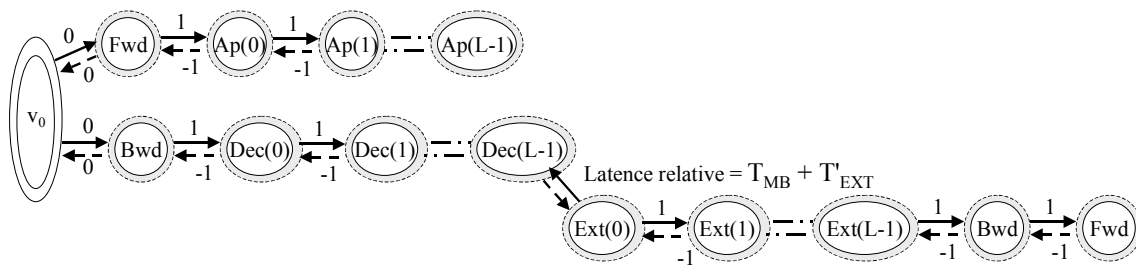 0 1 1
Fwd Ap(0) Ap(1) Ap(L-1)
0 -1 -1
v0
0 1 1
Bwd Dec(0) Dec(1) Dec(L-1)
0 -1 -1
Latence relative = TMB + T'EXT
1 1 1
Ext(0) Ext(1) Ext(L-1) Bwd Fwd
-1 -1 -1